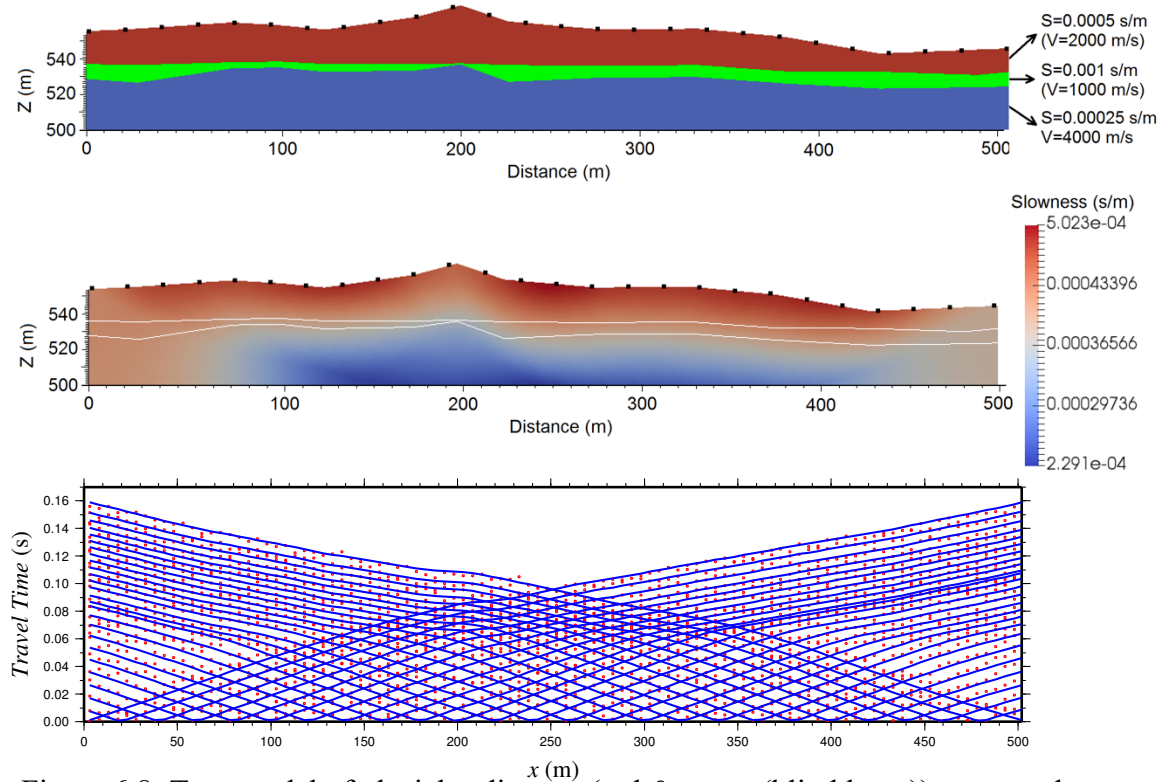 S=0.0005 s/m
(V=2000 m/s)
S=0.001 s/m
(V=1000 m/s)
S=0.00025 s/m
V=4000 m/s
540
520
500
Z (m)
0 100 200 300 400 500
Distance (m)
Slowness (s/m)
5.023e-04
0.00043396
0.00036566
0.00029736
2.291e-04
540
520
500
Z (m)
0 100 200 300 400 500
Distance (m)
0.16
0.14
0.12
0.10
0.08
0.06
0.04
0.02
0.00
Travel Time (s)
0 50 100 150 200 250 300 350 400 450 500
x (m)